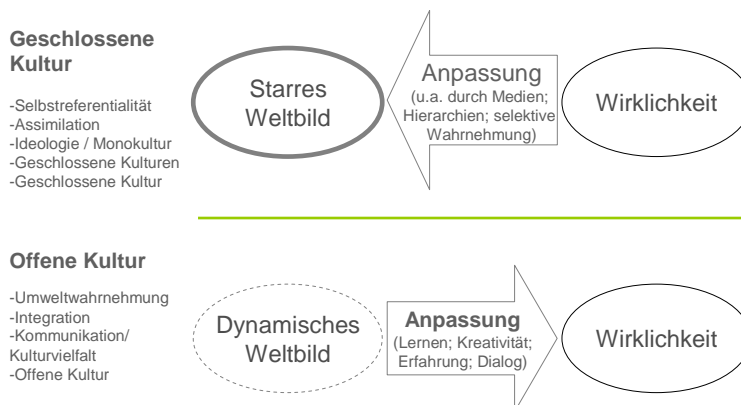 Geschlossene
Kultur
-Selbstreferentialität
-Assimilation
-Ideologie / Monokultur
-Geschlossene Kulturen
-Geschlossene Kultur
Starres
Weltbild
Anpassung
(u.a. durch Medien;
Hierarchien; selektive
Wahrnehmung)
Wirklichkeit
Offene Kultur
-Umweltwahrnehmung
-Integration
-Kommunikation/
Kulturvielfalt
-Offene Kultur
Dynamisches
Weltbild
Anpassung
(Lernen; Kreativität;
Erfahrung; Dialog)
Wirklichkeit